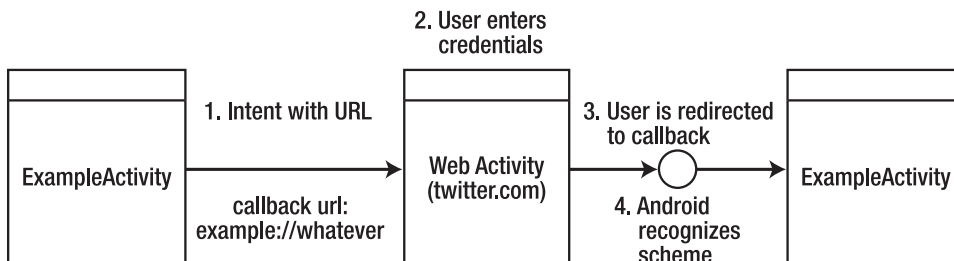 2. User enters
credentials
1. Intent with URL
3. User is redirected
to callback
ExampleActivity
Web Activity
(twitter.com)
ExampleActivity
callback url:
example://whatever
4. Android
recognizes
scheme